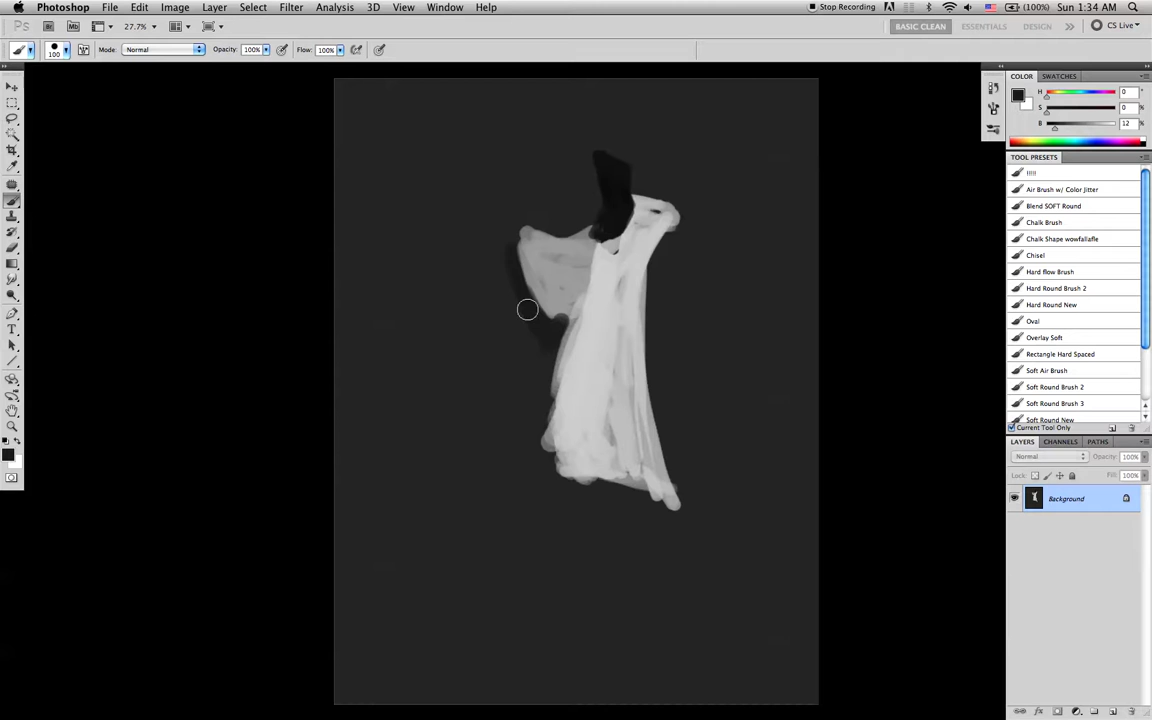 Photoshop File Edit Image Layer Select Filter Analysis 3D View Window Help Stop Recording (100%) Sun 1:34 AM
Ps Br Mb 27.7% BASIC CLEAN ESSENTIALS DESIGN >> CS Live
100 Mode: Normal Opacity: 100% Flow: 100%
COLOR SWATCHES
H 0 °
S 0 %
B 12 %
TOOL PRESETS
!!!!!
Air Brush w/ Color Jitter
Blend SOFT Round
Chalk Brush
Chalk Shape wowfallafle
Chisel
Hard flow Brush
Hard Round Brush 2
Hard Round New
Oval
Overlay Soft
Rectangle Hard Spaced
Soft Air Brush
Soft Round Brush 2
Soft Round Brush 3
Soft Round New
Current Tool Only
LAYERS CHANNELS PATHS
Normal Opacity: 100%
Lock: Fill: 100%
Background